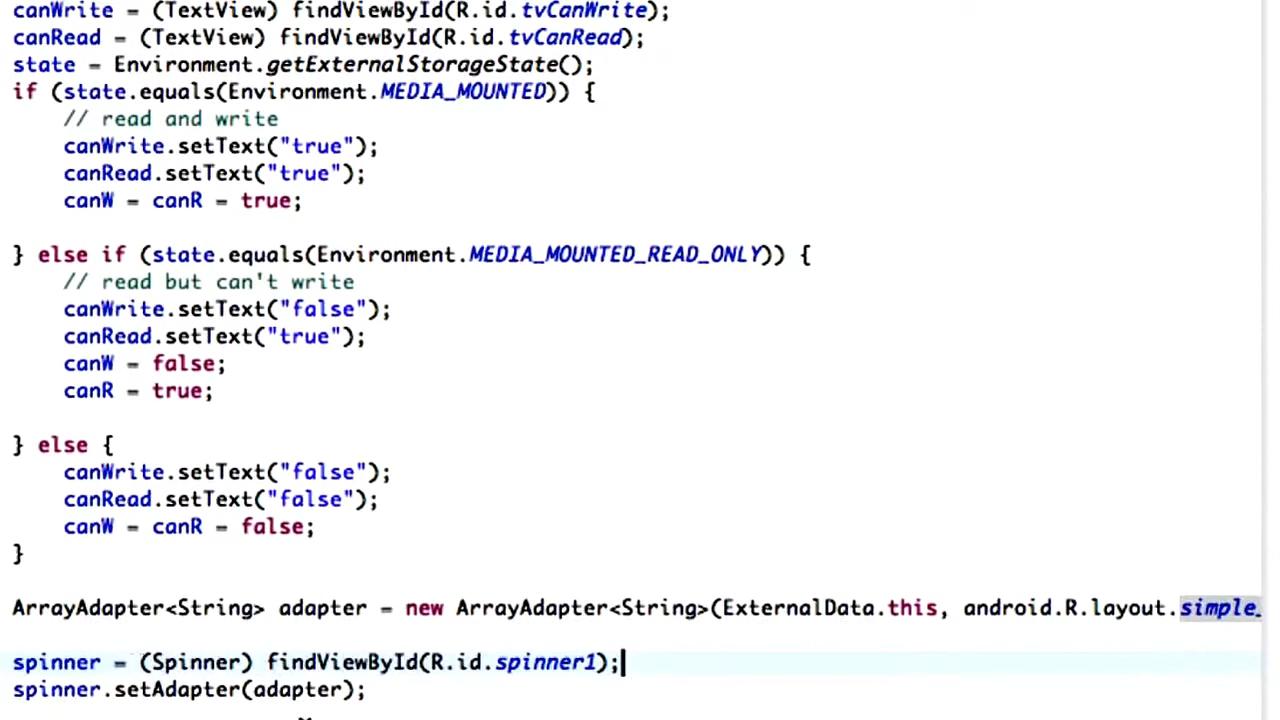 canWrite = (TextView) findViewById(R.id.tvCanWrite);
canRead = (TextView) findViewById(R.id.tvCanRead);
state = Environment.getExternalStorageState();
if (state.equals(Environment.MEDIA_MOUNTED)) {
// read and write
canWrite.setText("true");
canRead.setText("true");
canW = canR = true;
} else if (state.equals(Environment.MEDIA_MOUNTED_READ_ONLY)) {
// read but can't write
canWrite.setText("false");
canRead.setText("true");
canW = false;
canR = true;
} else {
canWrite.setText("false");
canRead.setText("false");
canW = canR = false;
}
ArrayAdapter<String> adapter = new ArrayAdapter<String>(ExternalData.this, android.R.layout.simple_
spinner = (Spinner) findViewById(R.id.spinner1);
spinner.setAdapter(adapter);